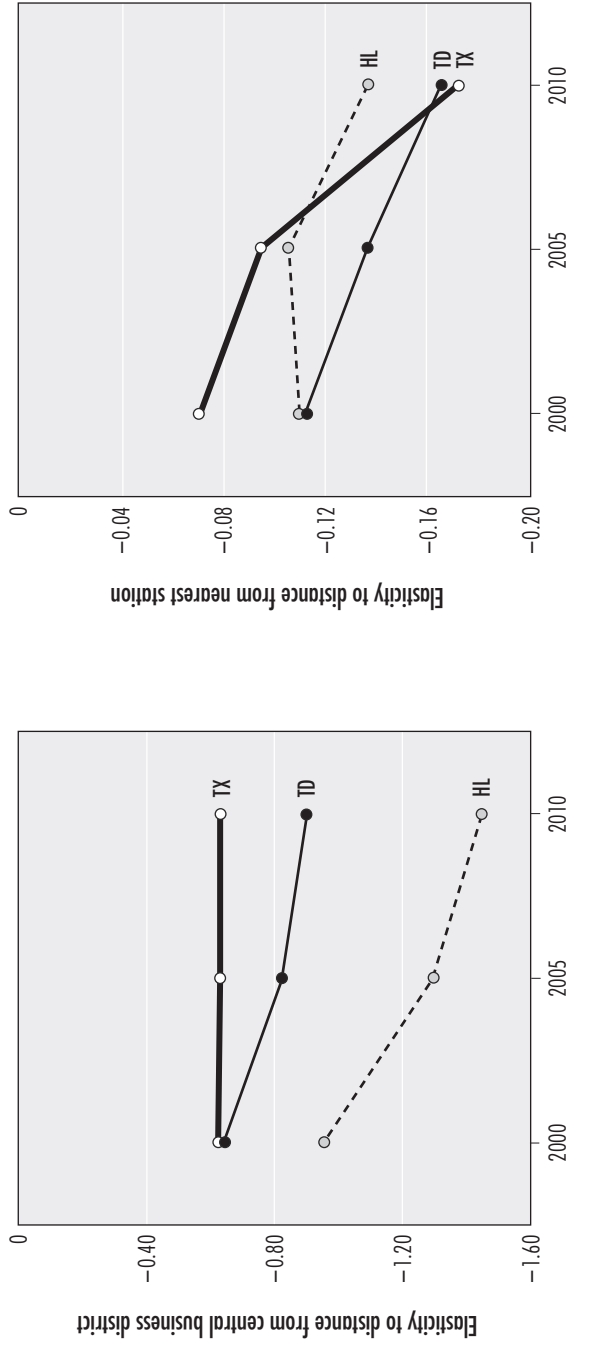 Elasticity to distance from central business district
0
−0.40
−0.80
−1.20
−1.60
TX
TD
HL
2000
2005
2010
Elasticity to distance from nearest station
0
−0.04
−0.08
−0.12
−0.16
−0.20
HL
TD
TX
2000
2005
2010